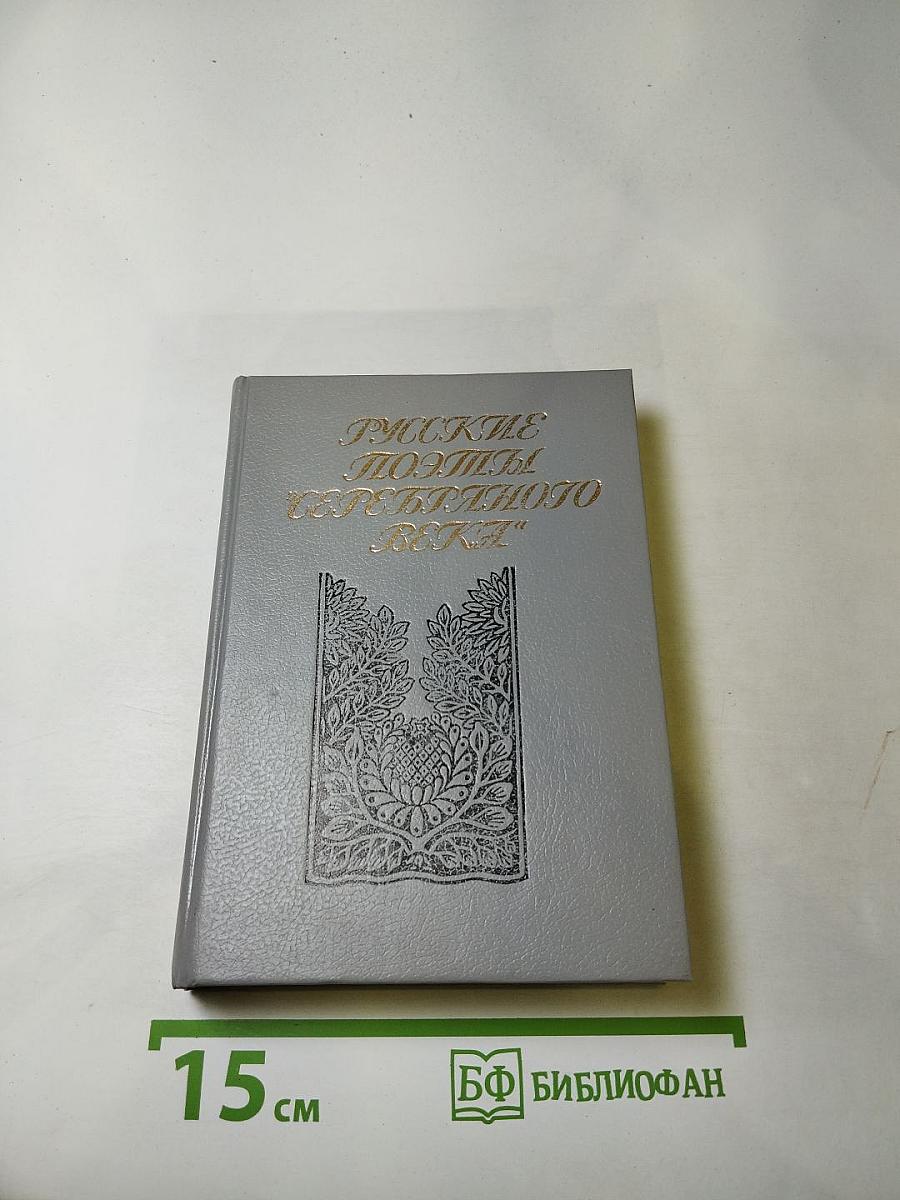 РУССКИЕ
ПОЭТЫ
"СЕРЕБРЯНОГО
ВЕКА"
15 см
БФ БИБЛИОФАН